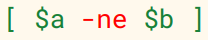 [ $a -ne $b ]